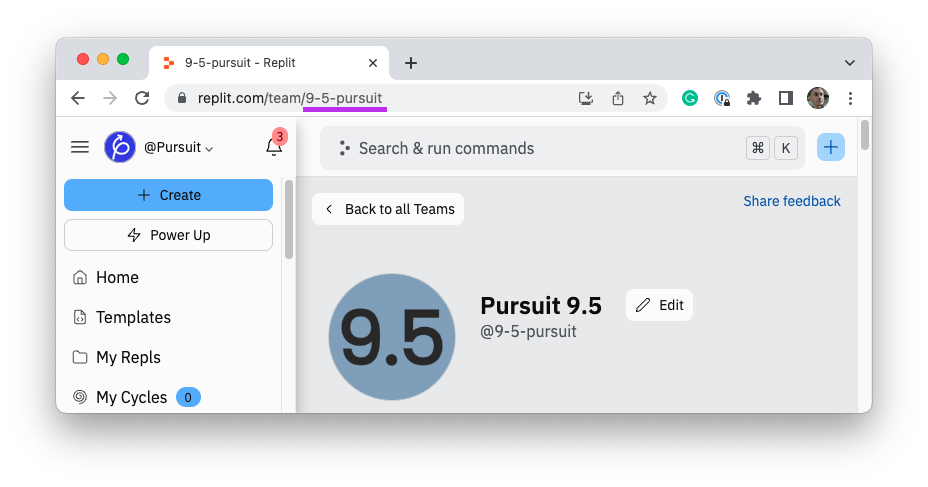 9-5-pursuit - Replit
replit.com/team/9-5-pursuit
@Pursuit
3
Search & run commands
⌘ K
Create
Power Up
Home
Templates
My Repls
My Cycles 0
Back to all Teams
Share feedback
9.5
Pursuit 9.5
Edit
@9-5-pursuit